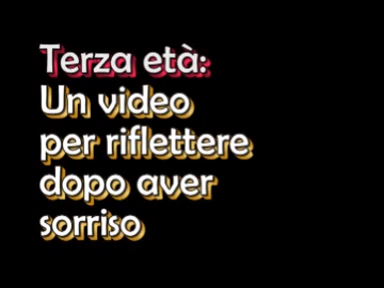 Terza età:
Un video
per riflettere
dopo aver
sorriso